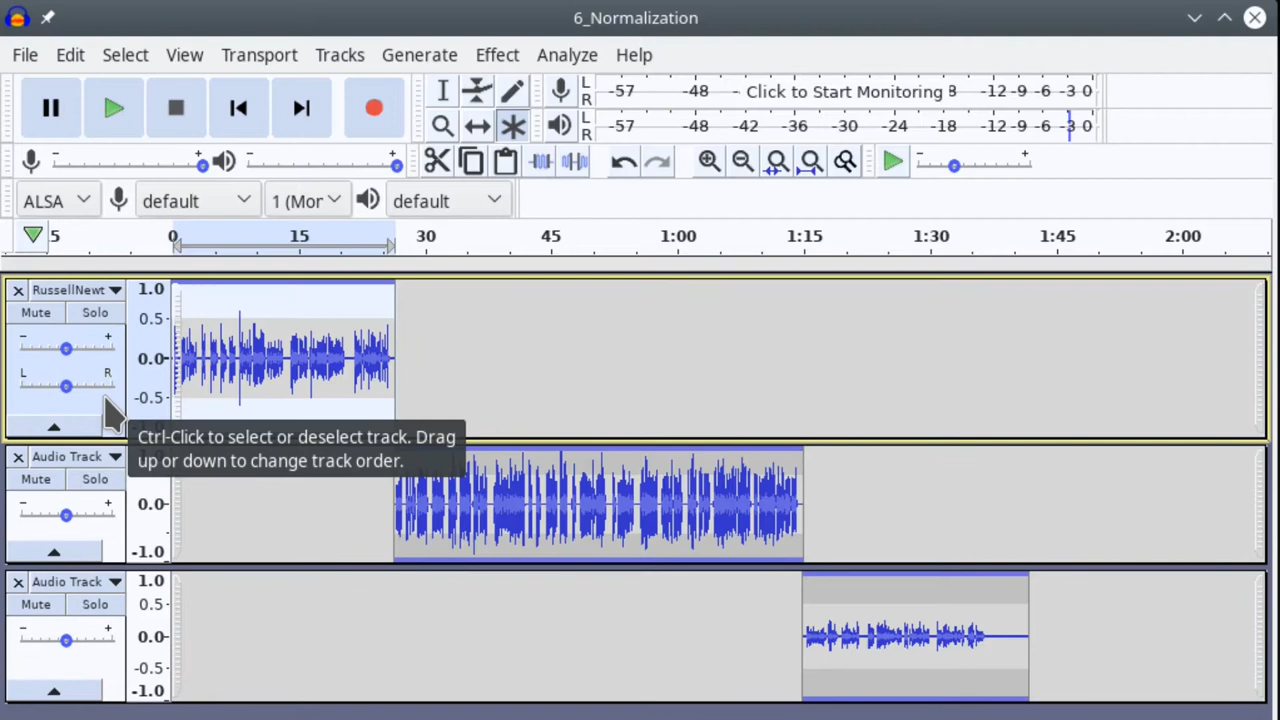 6_Normalization
File Edit Select View Transport Tracks Generate Effect Analyze Help
L
R
-57 -48 - Click to Start Monitoring 8 -12 -9 -6 -3 0
L
R
-57 -48 -42 -36 -30 -24 -18 -12 -9 -6 -3 0
- + - + - +
ALSA default 1 (Mor default
5 0 15 30 45 1:00 1:15 1:30 1:45 2:00
RussellNewt 1.0
Mute Solo
- + 0.5
0.0
L R
-0.5
Ctrl-Click to select or deselect track. Drag
up or down to change track order.
Audio Track
Mute Solo
- + 0.0
-1.0
Audio Track 1.0
Mute Solo 0.5
- + 0.0
-0.5
-1.0